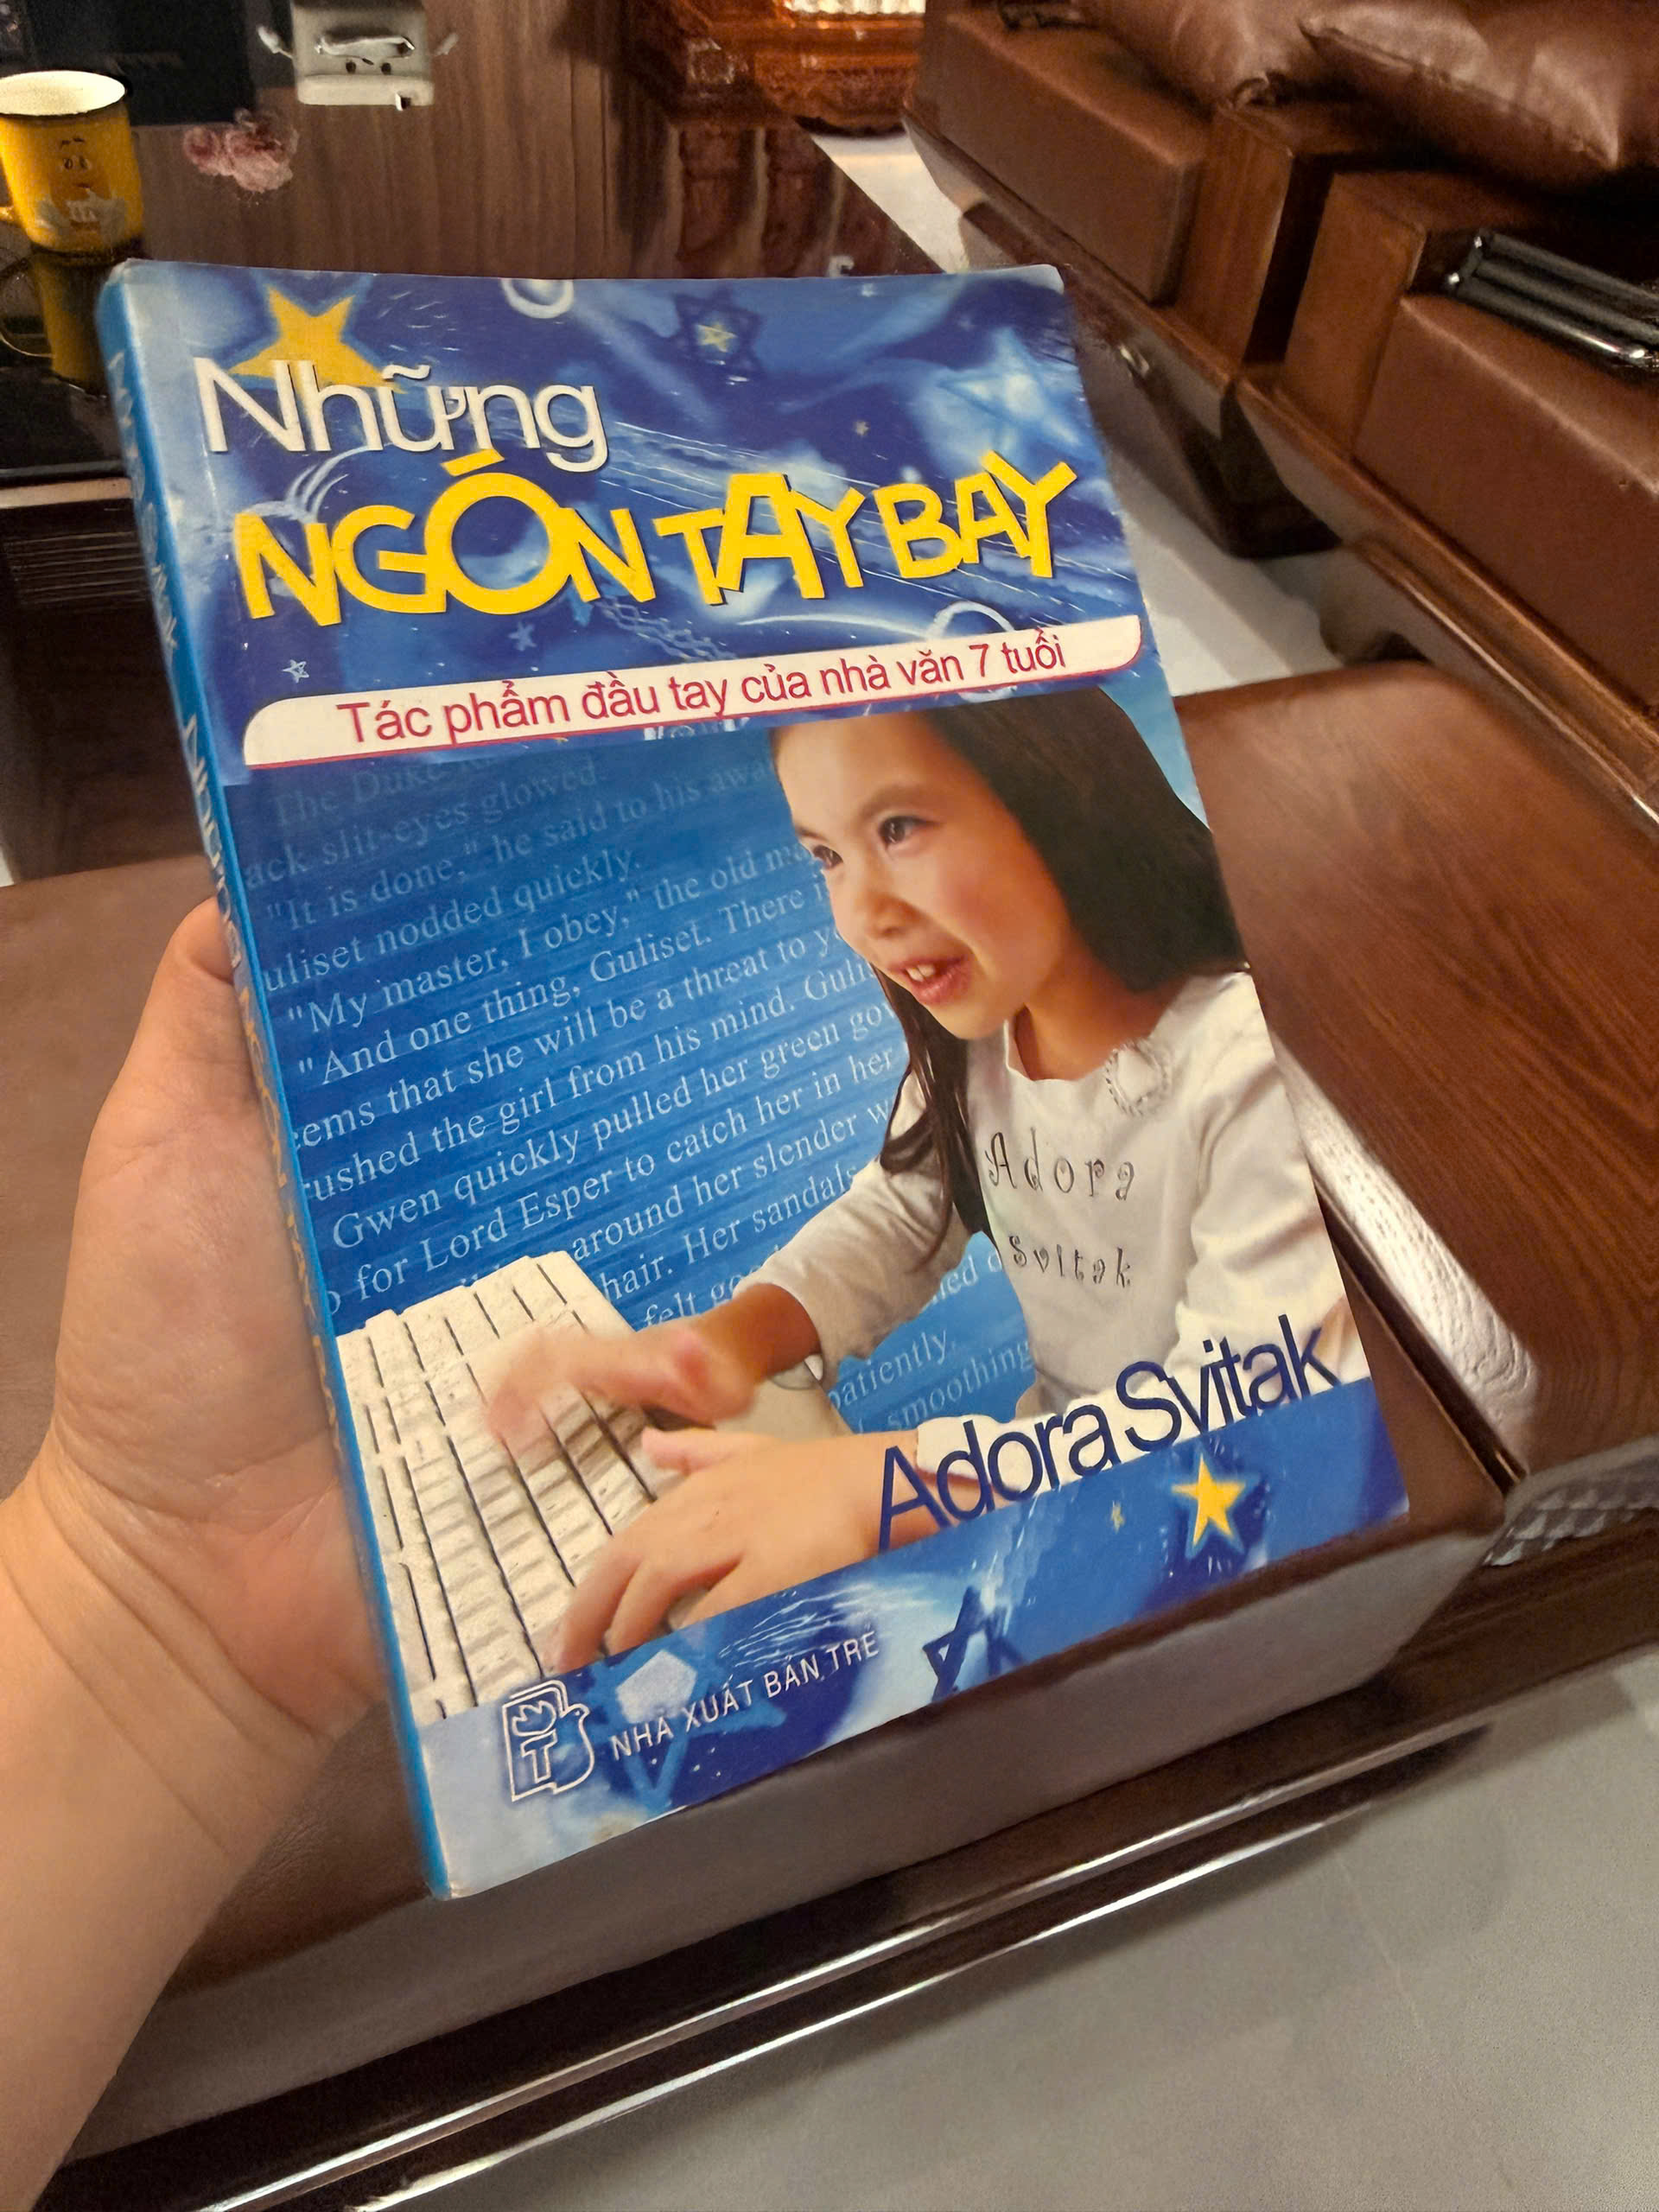 Những
NGÓN TAY BAY
Tác phẩm đầu tay của nhà văn 7 tuổi
The Duke
ack slit-eyes glowed.
"It is done," he said to his awa
uliset nodded quickly.
"My master, I obey," the old m
"And one thing, Guliset. There
ems that she will be a threat to y
rushed the girl from his mind. Guli
Gwen quickly pulled her green go
for Lord Esper to catch her in her
around her slender w
hair. Her sandals
felt go
patiently.
smoothing
Adora
Svitak
Adora Svitak
NHÀ XUẤT BẢN TRẺ